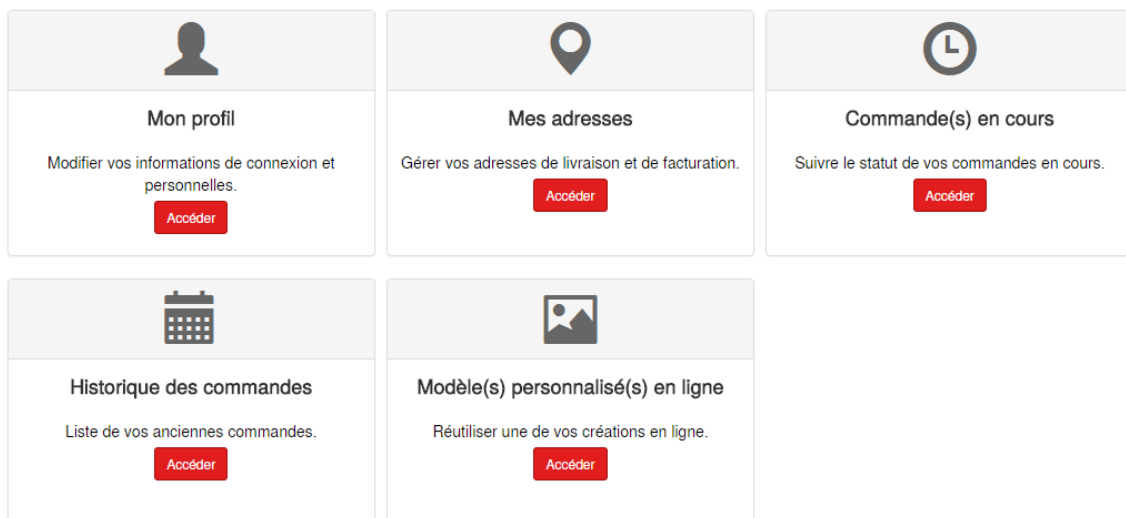 Mon profil
Modifier vos informations de connexion et
personnelles.
Accéder
Mes adresses
Gérer vos adresses de livraison et de facturation.
Accéder
Commande(s) en cours
Suivre le statut de vos commandes en cours.
Accéder
Historique des commandes
Liste de vos anciennes commandes.
Accéder
Modèle(s) personnalisé(s) en ligne
Réutiliser une de vos créations en ligne.
Accéder